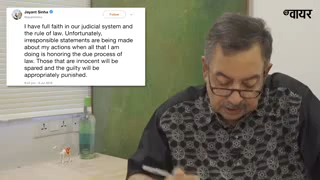 द वायर
Jayant Sinha
I have full faith in our judicial system and
the rule of law. Unfortunately,
irresponsible statements are being made
about my actions when all that I am
doing is honoring the due process of
law. Those that are innocent will
be spared and the guilty will be
appropriately punished.